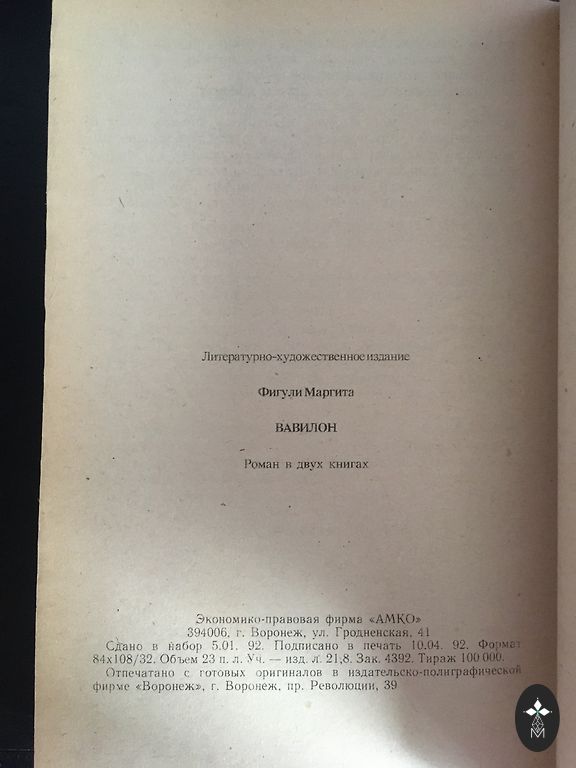 Литературно-художественное издание
Фигули Маргита
ВАВИЛОН
Роман в двух книгах
Экономико-правовая фирма «АМКО»
394006, г. Воронеж, ул. Гродненская, 41
Сдано в набор 5.01. 92. Подписано в печать 10.04. 92. Формат
84х108/32. Объем 23 п. л. Уч. — изд. л. 21,8. Зак. 4392. Тираж 100 000.
Отпечатано с готовых оригиналов в издательско-полиграфической
фирме «Воронеж», г. Воронеж, пр. Революции, 39
М